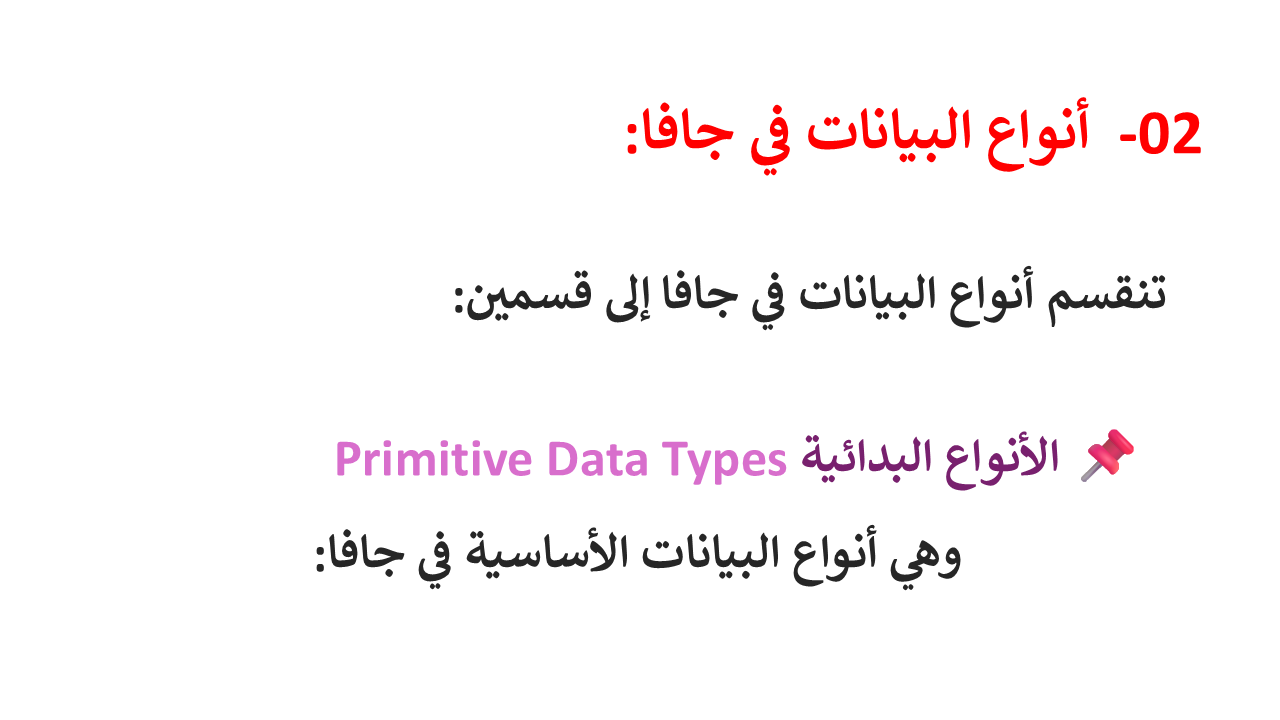 02- أنواع البيانات في جافا:
تنقسم أنواع البيانات في جافا إلى قسمين:
📌 الأنواع البدائية Primitive Data Types
وهي أنواع البيانات الأساسية في جافا: